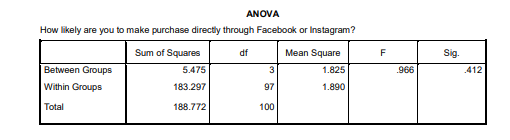 ANOVA
How likely are you to make purchase directly through Facebook or Instagram?
Sum of Squares df Mean Square F Sig.
Between Groups 5.475 3 1.825 .966 .412
Within Groups 183.297 97 1.890
Total 188.772 100